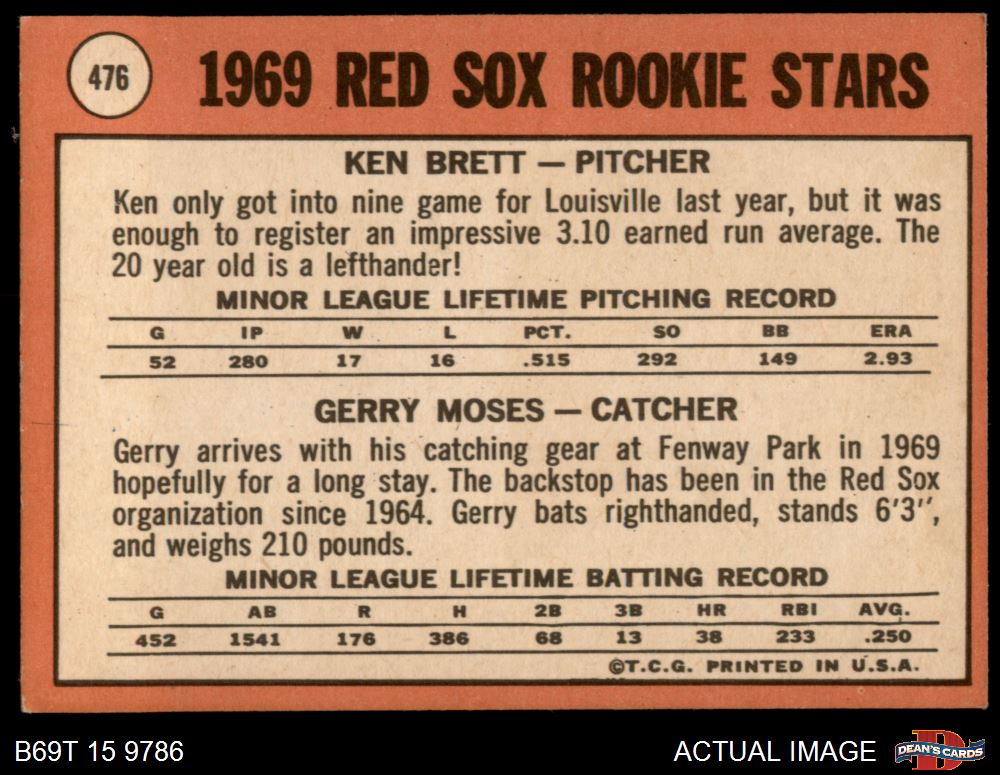 476
1969 RED SOX ROOKIE STARS
KEN BRETT — PITCHER
Ken only got into nine game for Louisville last year, but it was
enough to register an impressive 3.10 earned run average. The
20 year old is a lefthander!
MINOR LEAGUE LIFETIME PITCHING RECORD
G IP W L PCT. SO BB ERA
52 280 17 16 .515 292 149 2.93
GERRY MOSES — CATCHER
Gerry arrives with his catching gear at Fenway Park in 1969
hopefully for a long stay. The backstop has been in the Red Sox
organization since 1964. Gerry bats righthanded, stands 6'3",
and weighs 210 pounds.
MINOR LEAGUE LIFETIME BATTING RECORD
G AB R H 2B 3B HR RBI AVG.
452 1541 176 386 68 13 38 233 .250
©T.C.G. PRINTED IN U.S.A.
B69T 15 9786
ACTUAL IMAGE
D
DEAN'S CARDS